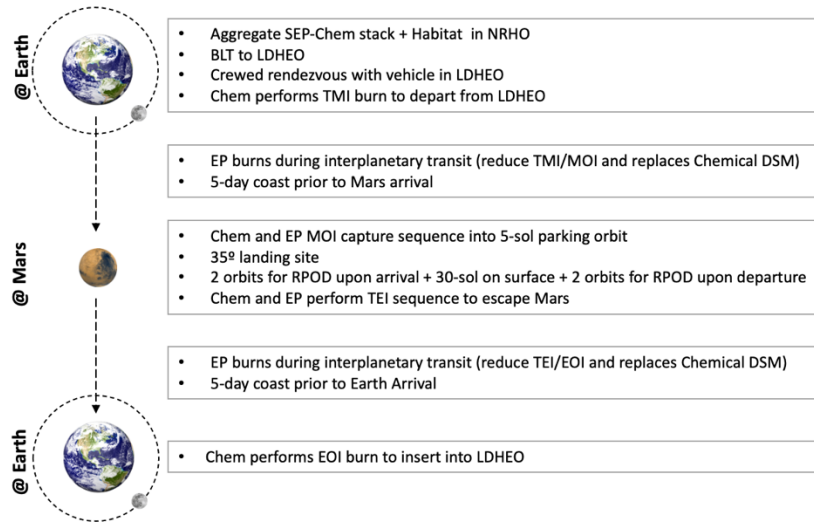 @ Earth
• Aggregate SEP-Chem stack + Habitat in NRHO
• BLT to LDHEO
• Crewed rendezvous with vehicle in LDHEO
• Chem performs TMI burn to depart from LDHEO
• EP burns during interplanetary transit (reduce TMI/MOI and replaces Chemical DSM)
• 5-day coast prior to Mars arrival
@ Mars
• Chem and EP MOI capture sequence into 5-sol parking orbit
• 35º landing site
• 2 orbits for RPOD upon arrival + 30-sol on surface + 2 orbits for RPOD upon departure
• Chem and EP perform TEI sequence to escape Mars
• EP burns during interplanetary transit (reduce TEI/EOI and replaces Chemical DSM)
• 5-day coast prior to Earth Arrival
@ Earth
• Chem performs EOI burn to insert into LDHEO